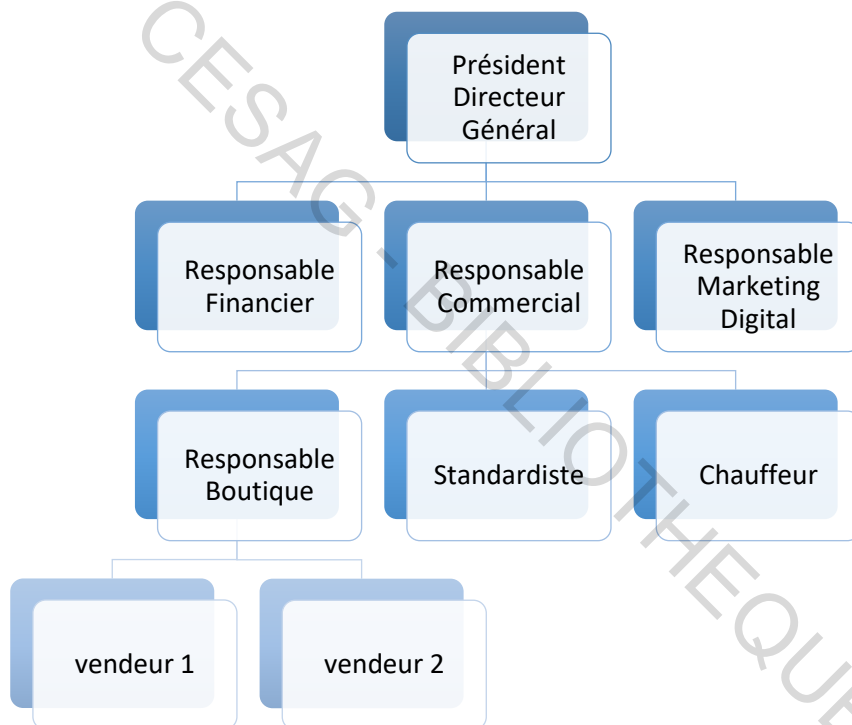 Président
Directeur
Général
Responsable
Financier
Responsable
Commercial
Responsable
Marketing
Digital
Responsable
Boutique
Standardiste
Chauffeur
vendeur 1
vendeur 2
CESAG - BIBLIOTHEQUE